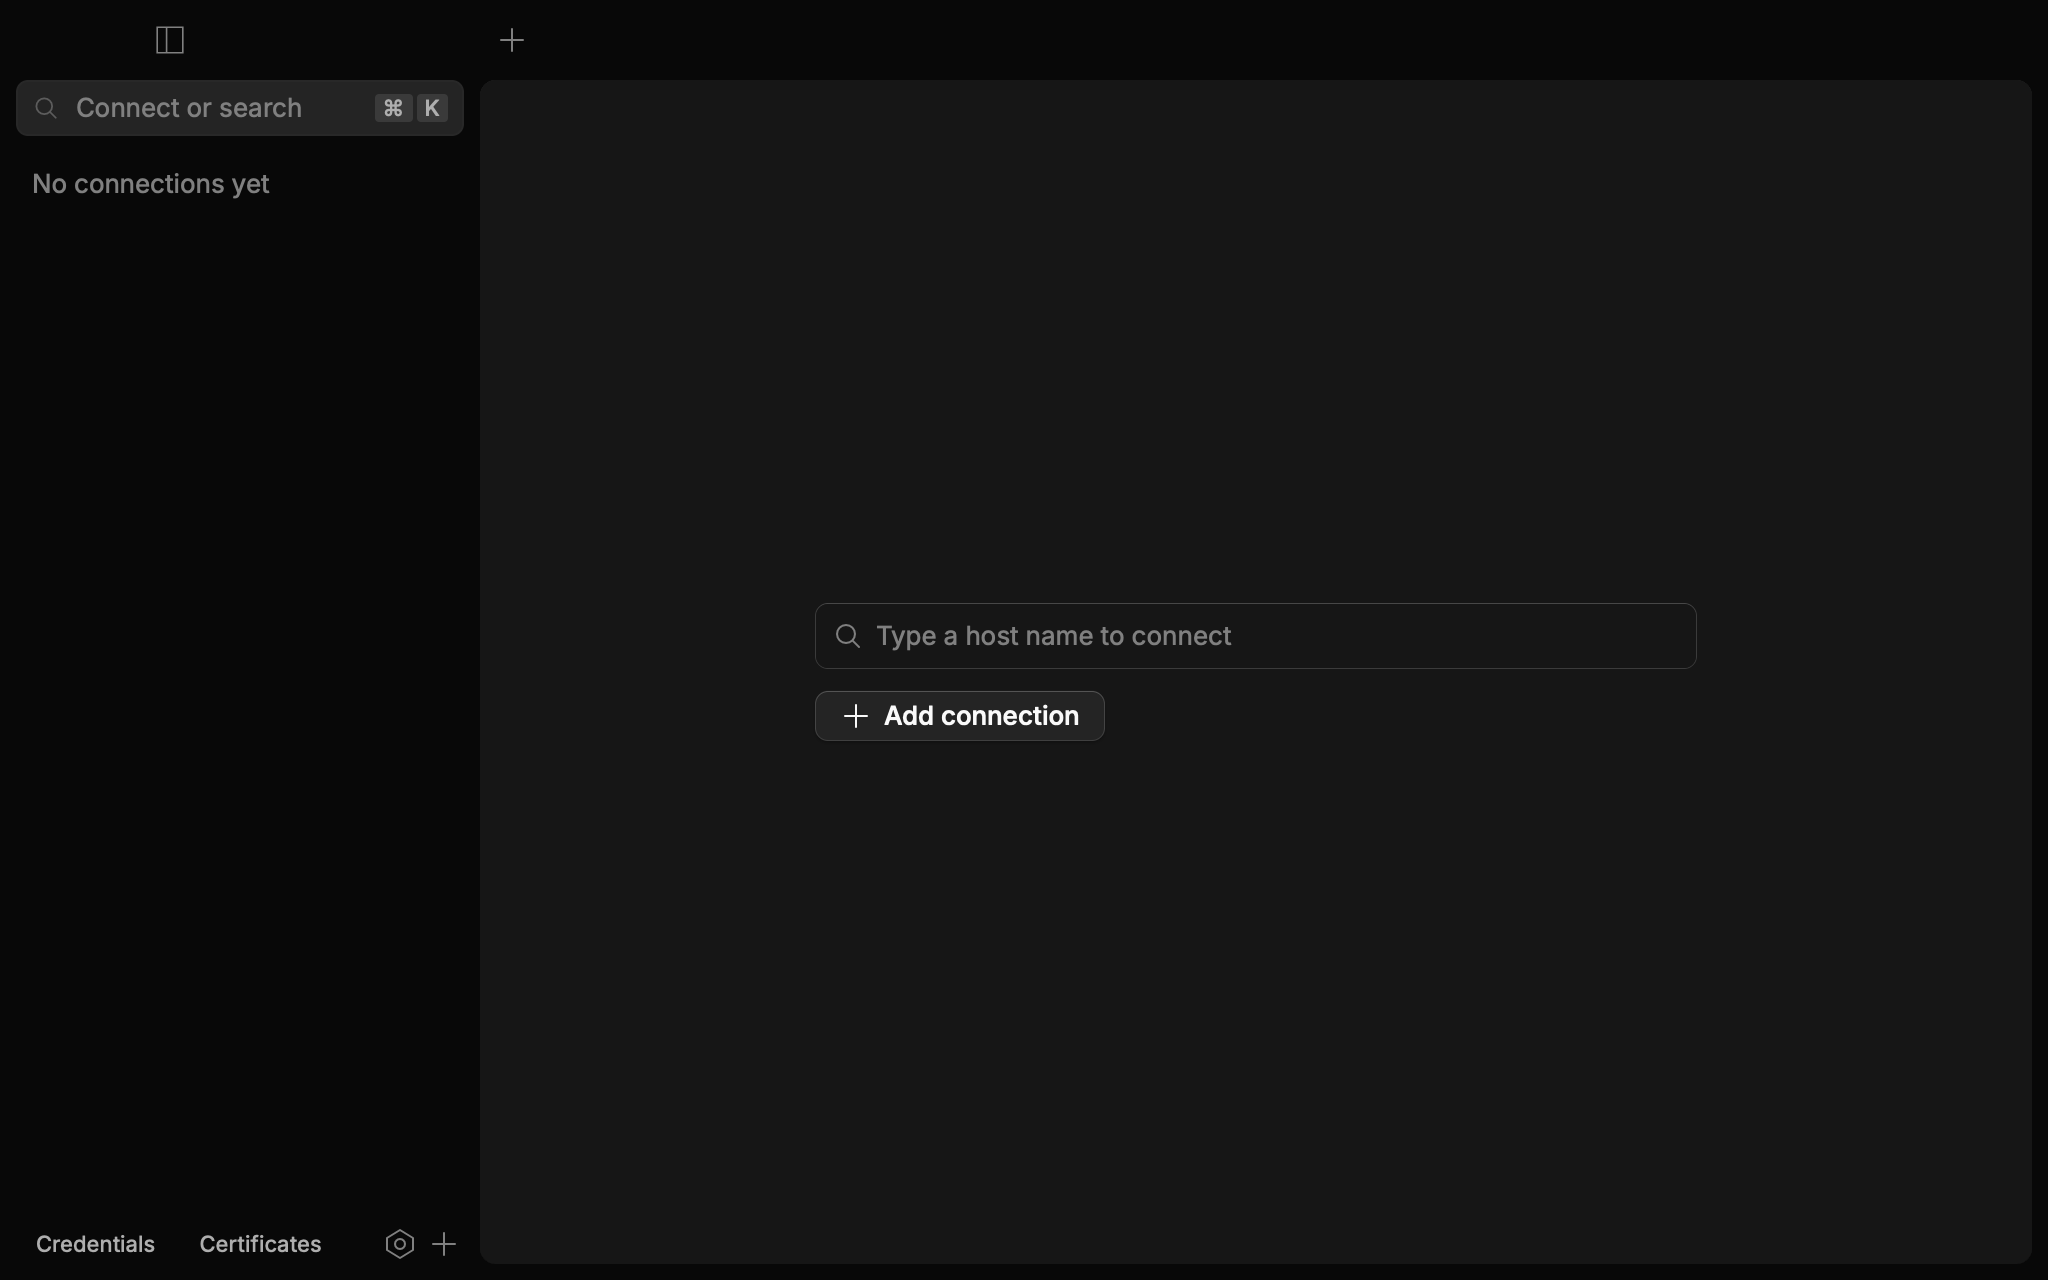 Connect or search ⌘ K
No connections yet
Type a host name to connect
Add connection
Credentials Certificates